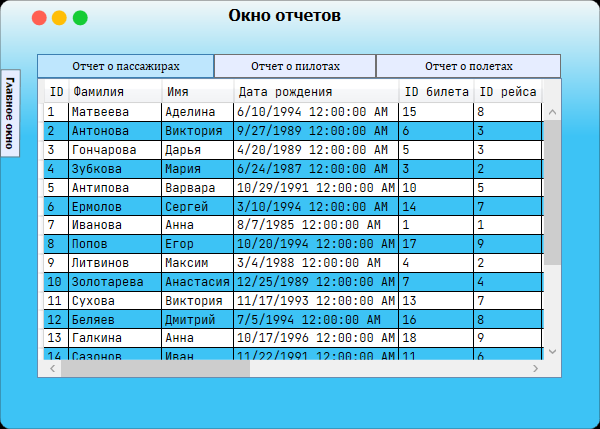 Окно отчетов
Отчет о пассажирах Отчет о пилотах Отчет о полетах
Главное окно
ID Фамилия Имя Дата рождения ID билета ID рейса
1 Матвеева Аделина 6/10/1994 12:00:00 AM 15 8
2 Антонова Виктория 9/27/1989 12:00:00 AM 6 3
3 Гончарова Дарья 4/20/1989 12:00:00 AM 5 3
4 Зубкова Мария 6/24/1987 12:00:00 AM 3 2
5 Антипова Варвара 10/29/1991 12:00:00 AM 10 5
6 Ермолов Сергей 3/10/1994 12:00:00 AM 14 7
7 Иванова Анна 8/7/1985 12:00:00 AM 1 1
8 Попов Егор 10/20/1994 12:00:00 AM 17 9
9 Литвинов Максим 3/4/1988 12:00:00 AM 4 2
10 Золотарева Анастасия 12/25/1989 12:00:00 AM 7 4
11 Сухова Виктория 11/17/1993 12:00:00 AM 13 7
12 Беляев Дмитрий 7/5/1994 12:00:00 AM 16 8
13 Галкина Анна 10/17/1996 12:00:00 AM 18 9
14 Сазонов Иван 11/22/1991 12:00:00 AM 11 6